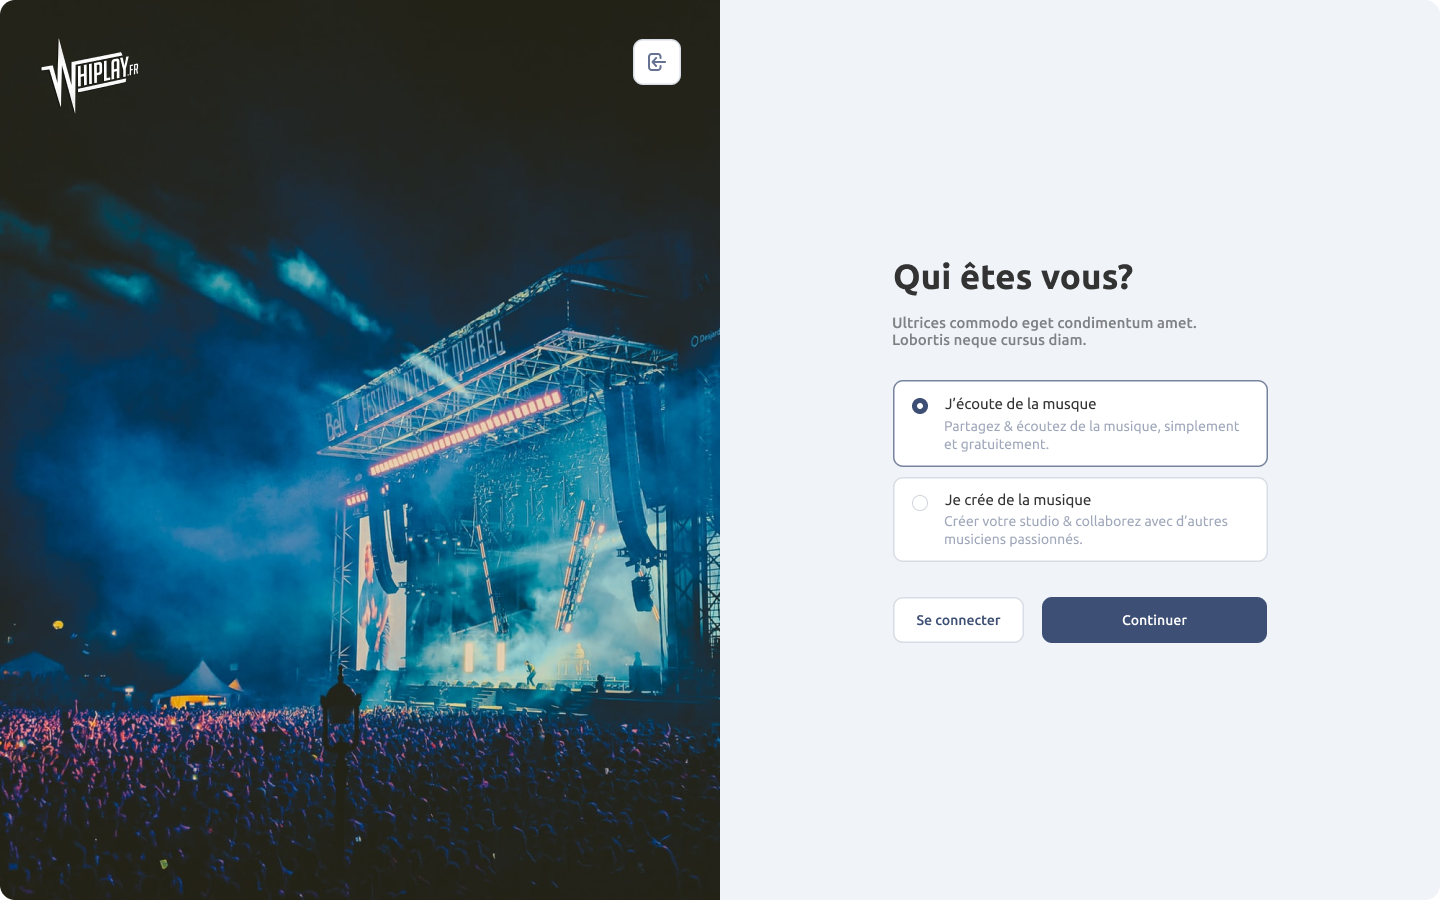 WHIPLAY.FR
Bell FESTIVAL D'ÉTÉ DE QUÉBEC
Desjard
Qui êtes vous?
Ultrices commodo eget condimentum amet.
Lobortis neque cursus diam.
J'écoute de la musque
Partagez & écoutez de la musique, simplement
et gratuitement.
Je crée de la musique
Créer votre studio & collaborez avec d'autres
musiciens passionnés.
Se connecter
Continuer